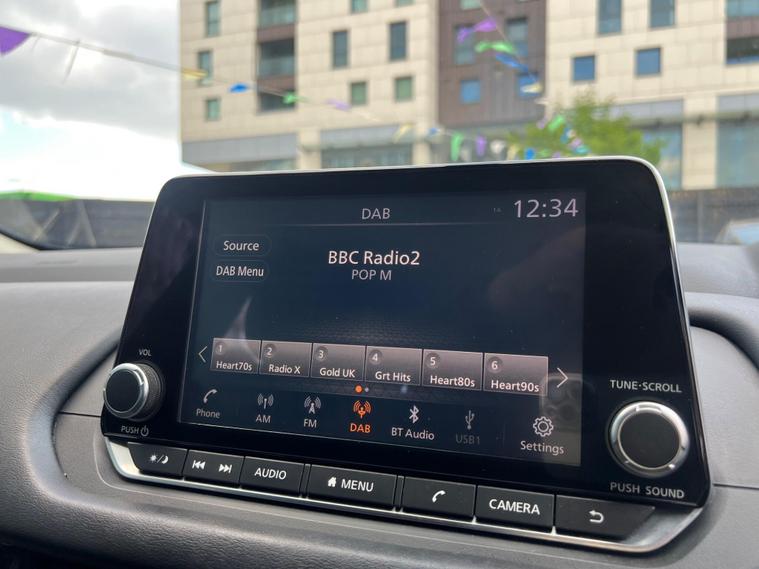 DAB
12:34
Source
BBC Radio2
DAB Menu
POP M
1 Heart70s
2 Radio X
3 Gold UK
4 Grt Hits
5 Heart80s
6 Heart90s
Phone
AM
FM
DAB
BT Audio
USB1
Settings
VOL
PUSH
TUNE·SCROLL
PUSH SOUND
AUDIO
MENU
CAMERA